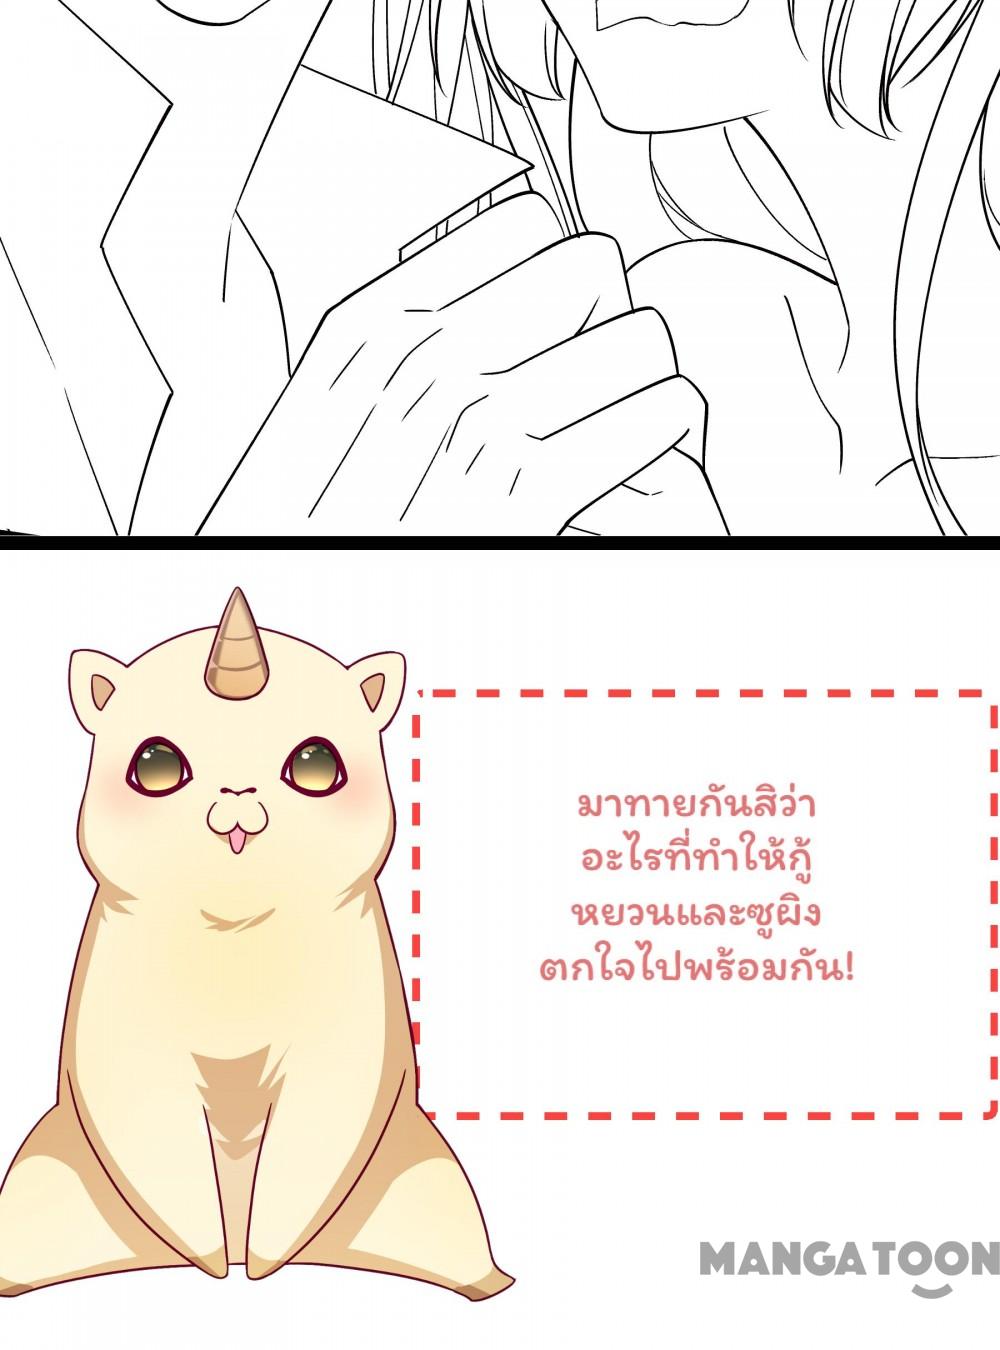 มาทายกันสิว่า
อะไรที่ทำให้กู้
หยวนและซูผิง
ตกใจไปพร้อมกัน!
MANGATOON